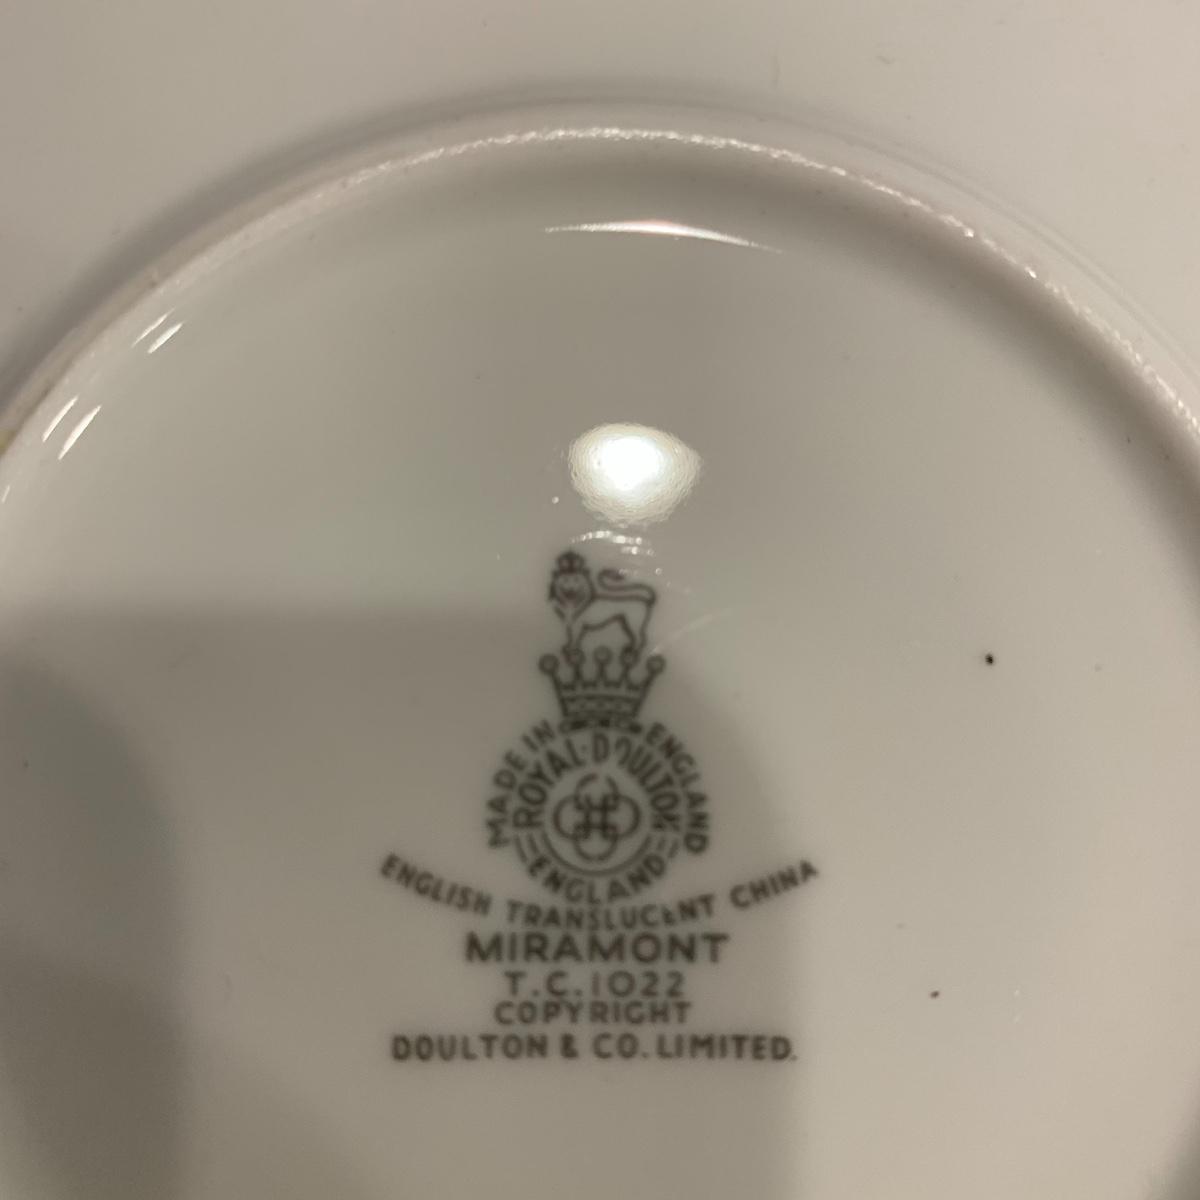 MADE IN ENGLAND
ROYAL·DOULTON
ENGLAND
ENGLISH TRANSLUCENT CHINA
MIRAMONT
T.C.1022
COPYRIGHT
DOULTON & CO. LIMITED.